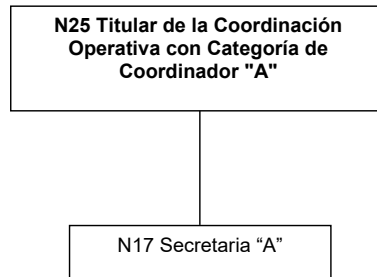 N25 Titular de la Coordinación
Operativa con Categoría de
Coordinador "A"
N17 Secretaria “A”